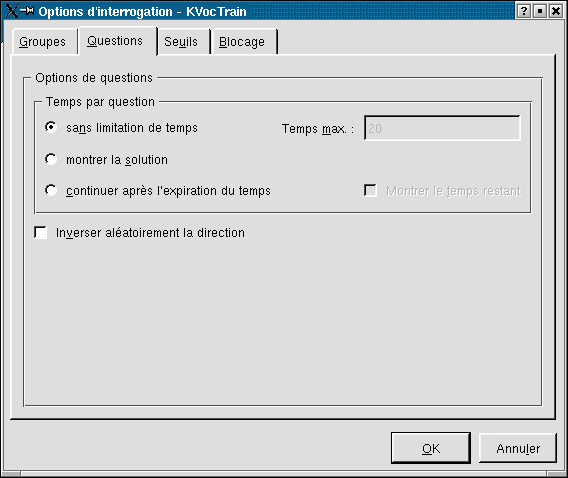 Options d'interrogation - KVocTrain
Groupes Questions Seuils Blocage
Options de questions
Temps par question
sans limitation de temps Temps max. : 20
montrer la solution
continuer après l'expiration du temps Montrer le temps restant
Inverser aléatoirement la direction
OK Annuler